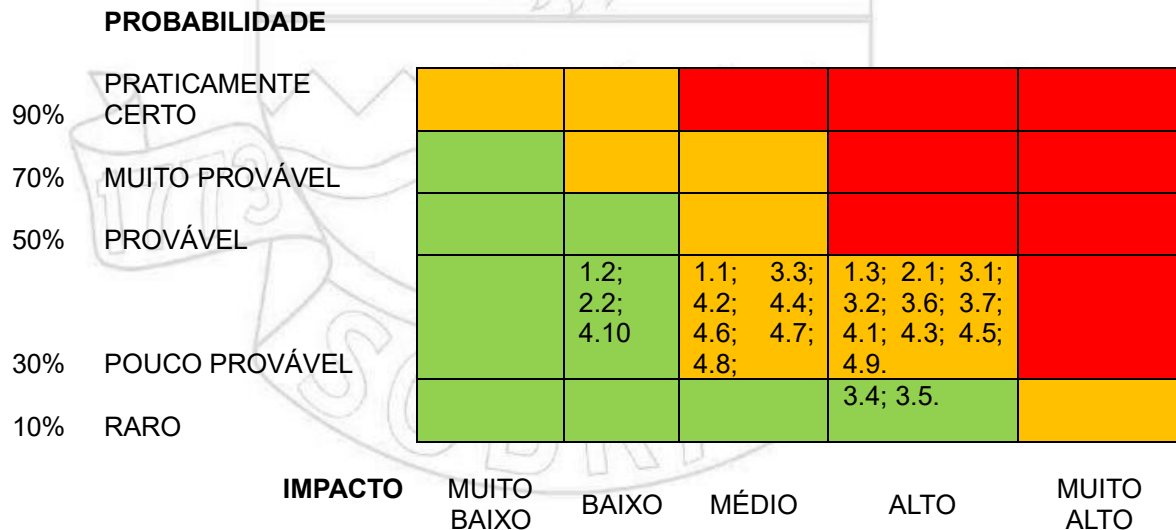 PROBABILIDADE
PRATICAMENTE
90% CERTO
70% MUITO PROVÁVEL
50% PROVÁVEL
1.2; 1.1; 3.3; 1.3; 2.1; 3.1;
2.2; 4.2; 4.4; 3.2; 3.6; 3.7;
4.10 4.6; 4.7; 4.1; 4.3; 4.5;
30% POUCO PROVÁVEL 4.8; 4.9.
3.4; 3.5.
10% RARO
IMPACTO MUITO BAIXO MÉDIO ALTO MUITO
BAIXO ALTO
1773
SOBRA